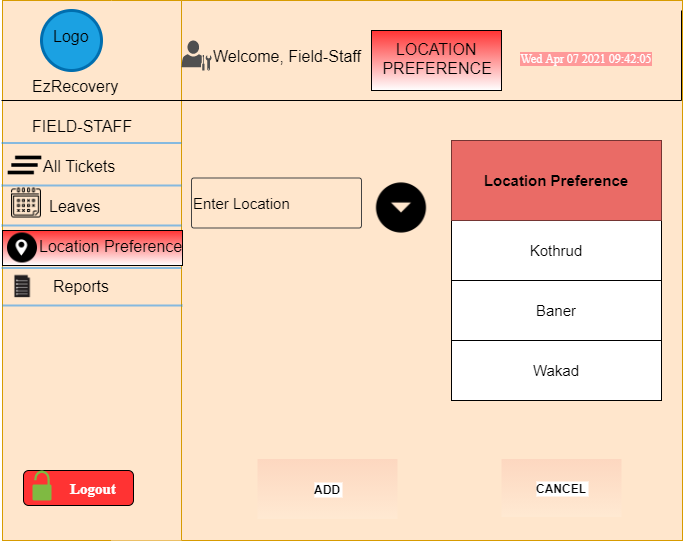 Logo
EzRecovery
Welcome, Field-Staff
LOCATION
PREFERENCE
Wed Apr 07 2021 09:42:05
FIELD-STAFF
All Tickets
Leaves
Location Preference
Reports
Logout
Enter Location
Location Preference
Kothrud
Baner
Wakad
ADD
CANCEL